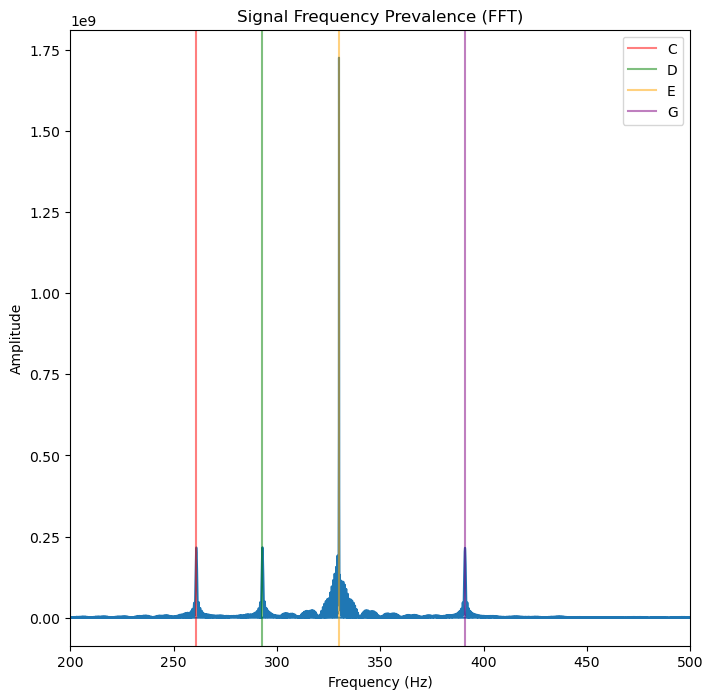 Signal Frequency Prevalence (FFT)
1e9
C
D
E
G
1.75
1.50
1.25
1.00
0.75
0.50
0.25
0.00
Amplitude
200 250 300 350 400 450 500
Frequency (Hz)